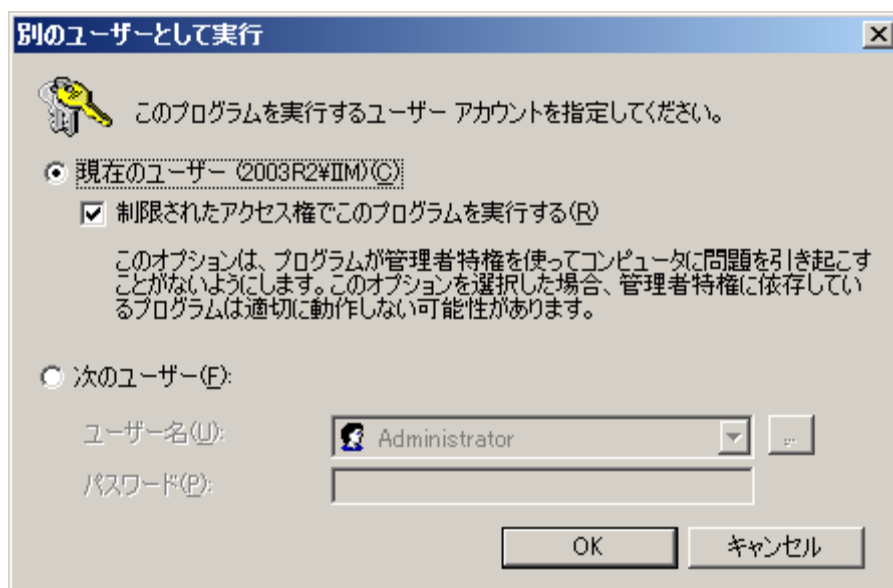 別のユーザーとして実行
このプログラムを実行するユーザー アカウントを指定してください。
現在のユーザー (2003R2¥IIM)(C)
制限されたアクセス権でこのプログラムを実行する(R)
このオプションは、プログラムが管理者特権を使ってコンピュータに問題を引き起こす
ことがないようにします。このオプションを選択した場合、管理者特権に依存してい
るプログラムは適切に動作しない可能性があります。
次のユーザー(F):
ユーザー名(U):
Administrator
...
パスワード(P):
OK
キャンセル